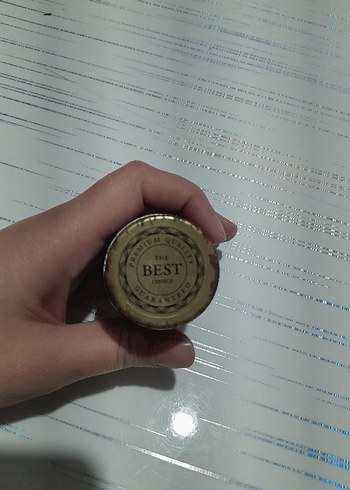 PREMIUM QUALITY
THE
BEST
CHOICE
GUARANTEED